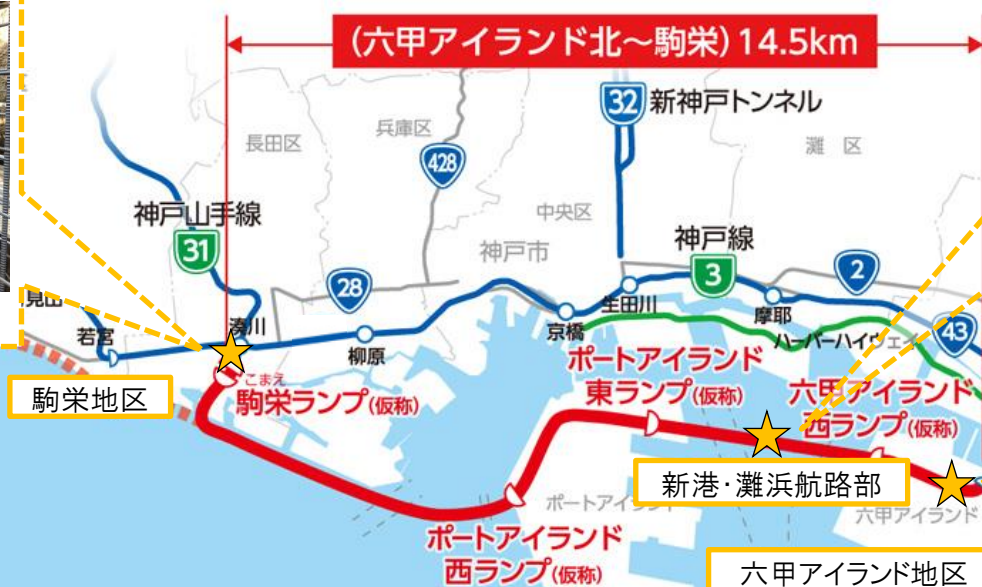 (六甲アイランド北～駒栄)14.5km
32
新神戸トンネル
兵庫区
長田区
灘 区
428
中央区
神戸山手線
31
神戸市
神戸線
3
28
2
見山
生田川
若宮
湊川
京橋
摩耶
43
柳原
ハーバーハイウェイ
ポートアイランド
東ランプ(仮称)
こまえ
駒栄ランプ(仮称)
六甲アイランド
西ランプ(仮称)
駒栄地区
新港・灘浜航路部
ポートアイランド
六甲アイランド
ポートアイランド
西ランプ(仮称)
六甲アイランド地区